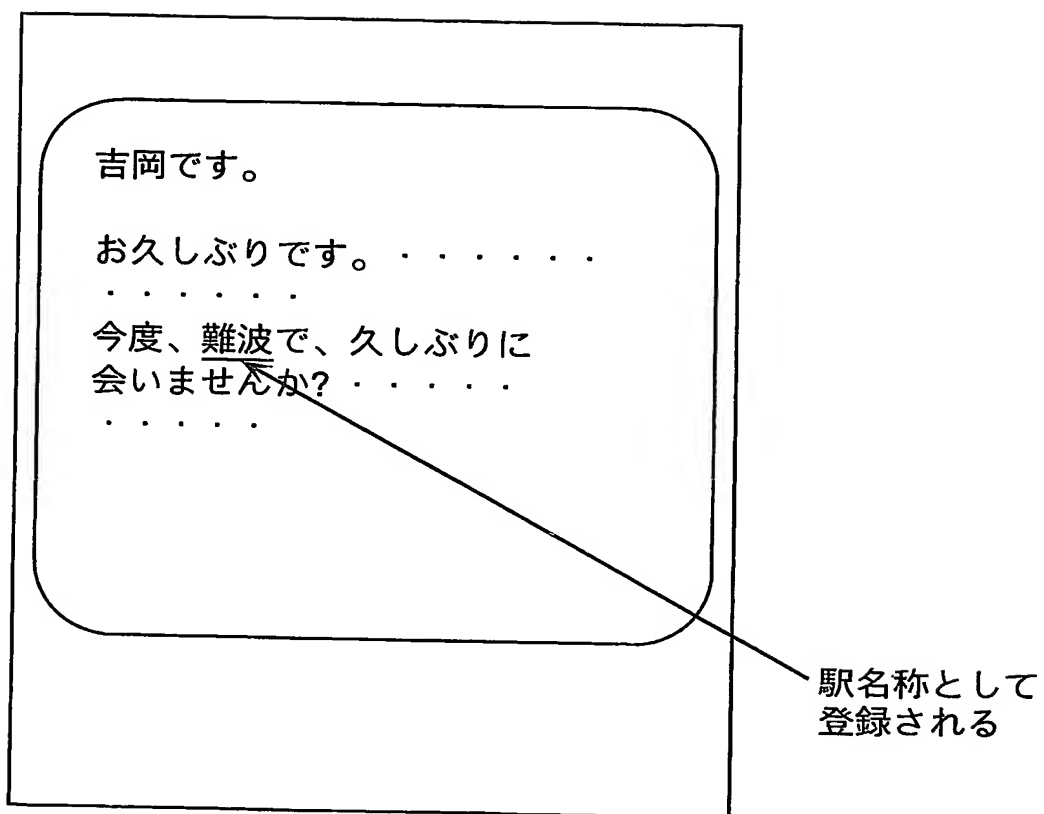 吉岡です。
お久しぶりです。・・・・・・
・・・・・・
今度、難波で、久しぶりに
会いませんか?・・・・・
・・・・・
駅名称として
登録される